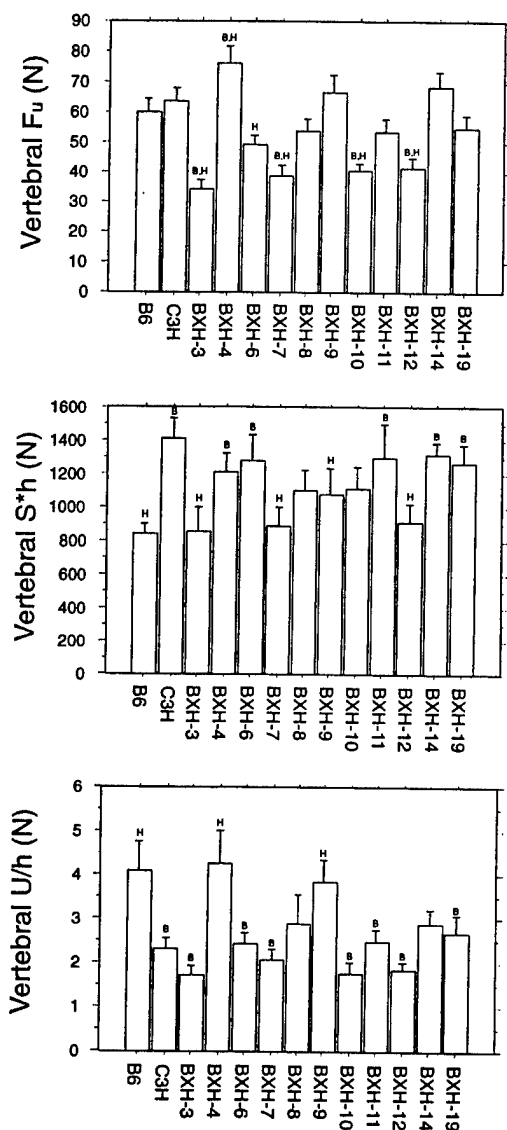 Vertebral Fu (N)
90
80
70
60
50
40
30
20
10
0
B,H
B,H
H
B,H
B,H
B,H
B6
C3H
BXH-3
BXH-4
BXH-6
BXH-7
BXH-8
BXH-9
BXH-10
BXH-11
BXH-12
BXH-14
BXH-19
Vertebral S*h (N)
1600
1400
1200
1000
800
600
400
200
0
H
B
H
B
B
H
H
B
H
B
B
B6
C3H
BXH-3
BXH-4
BXH-6
BXH-7
BXH-8
BXH-9
BXH-10
BXH-11
BXH-12
BXH-14
BXH-19
Vertebral U/h (N)
6
5
4
3
2
1
0
H
B
B
H
B
B
H
B
B
B
B
B6
C3H
BXH-3
BXH-4
BXH-6
BXH-7
BXH-8
BXH-9
BXH-10
BXH-11
BXH-12
BXH-14
BXH-19